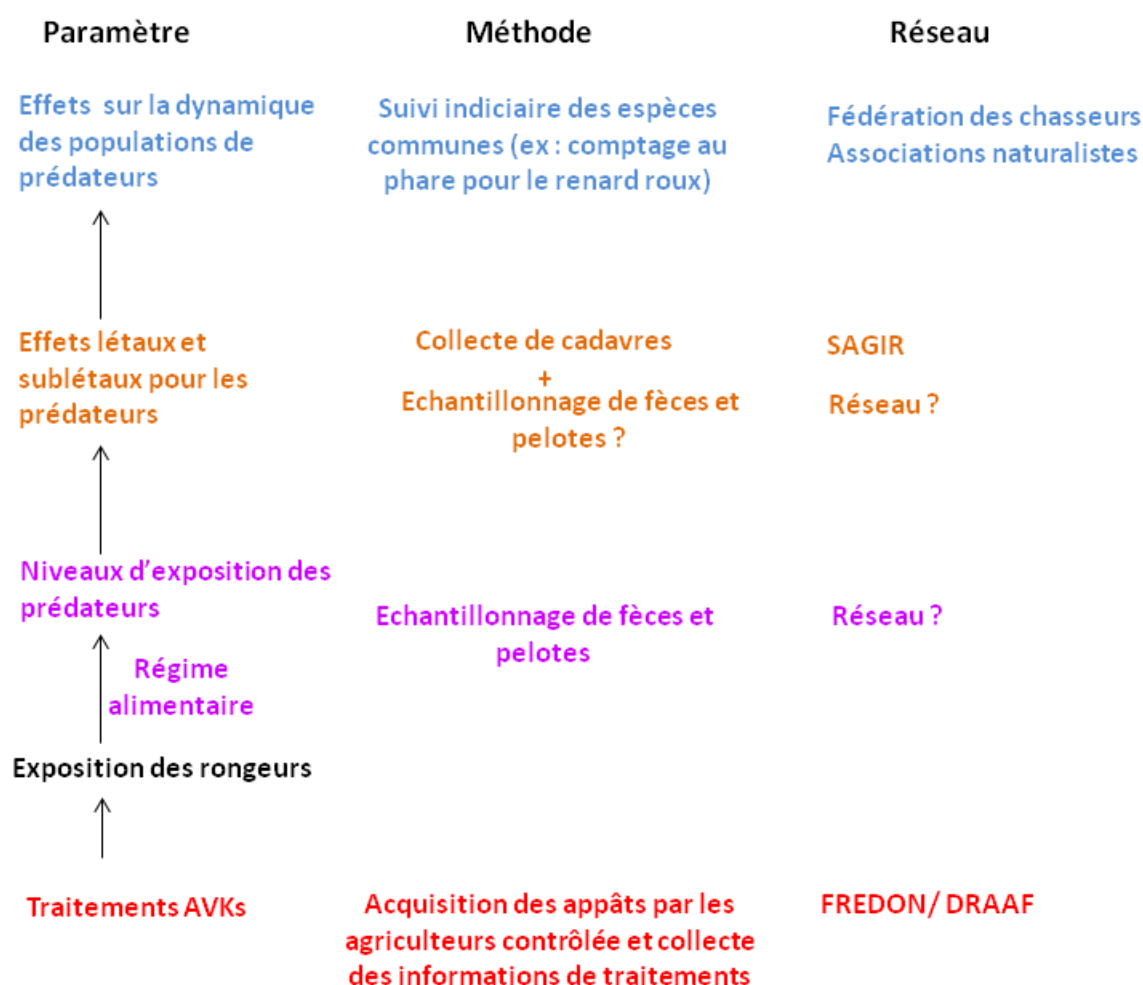 Paramètre
Méthode
Réseau
Effets sur la dynamique
des populations de
prédateurs
Suivi indiciaire des espèces
communes (ex : comptage au
phare pour le renard roux)
Fédération des chasseurs
Associations naturalistes
Effets létaux et
sublétaux pour les
prédateurs
Collecte de cadavres
+
Echantillonnage de fèces et
pelotes ?
SAGIR
Réseau ?
Niveaux d’exposition des
prédateurs
Echantillonnage de fèces et
pelotes
Réseau ?
Régime
alimentaire
Exposition des rongeurs
Traitements AVKs
Acquisition des appâts par les
agriculteurs contrôlée et collecte
des informations de traitements
FREDON/ DRAAF